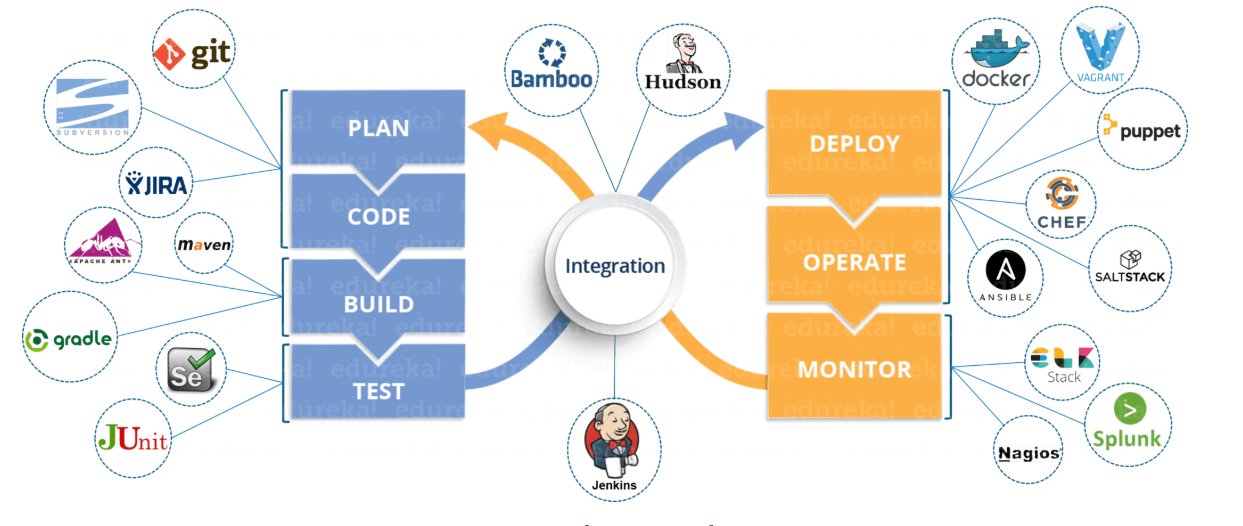 git
SUBVERSION
JIRA
<APACHE ANT>
maven
gradle
Se
JUnit
PLAN
CODE
BUILD
TEST
Bamboo
Hudson
Integration
Jenkins
DEPLOY
OPERATE
MONITOR
docker
VAGRANT
puppet
CHEF
SALTSTACK
ANSIBLE
ELK
Stack
Splunk
Nagios
edureka!